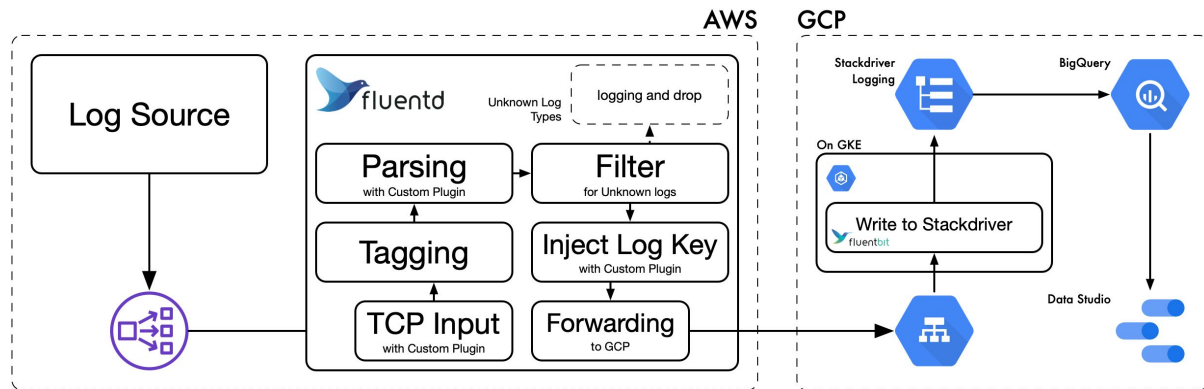 AWS
GCP
Log Source
fluentd
Unknown Log
Types
logging and drop
Parsing
with Custom Plugin
Filter
for Unknown logs
Tagging
Inject Log Key
with Custom Plugin
TCP Input
with Custom Plugin
Forwarding
to GCP
Stackdriver
Logging
BigQuery
On GKE
Write to Stackdriver
fluentbit
Data Studio